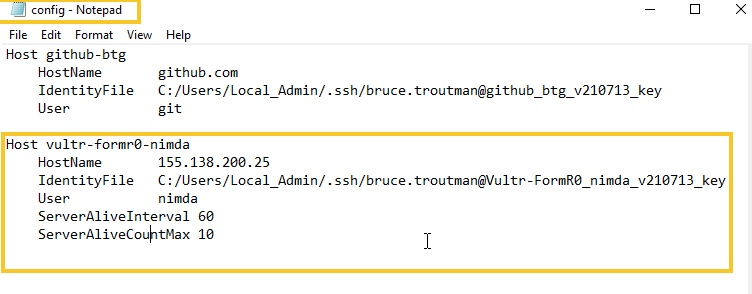 config - Notepad
File Edit Format View Help
Host github-btg
HostName github.com
IdentityFile C:/Users/Local_Admin/.ssh/bruce.troutman@github_btg_v210713_key
User git
Host vultr-formr0-nimda
HostName 155.138.200.25
IdentityFile C:/Users/Local_Admin/.ssh/bruce.troutman@Vultr-FormR0_nimda_v210713_key
User nimda
ServerAliveInterval 60
ServerAliveCountMax 10